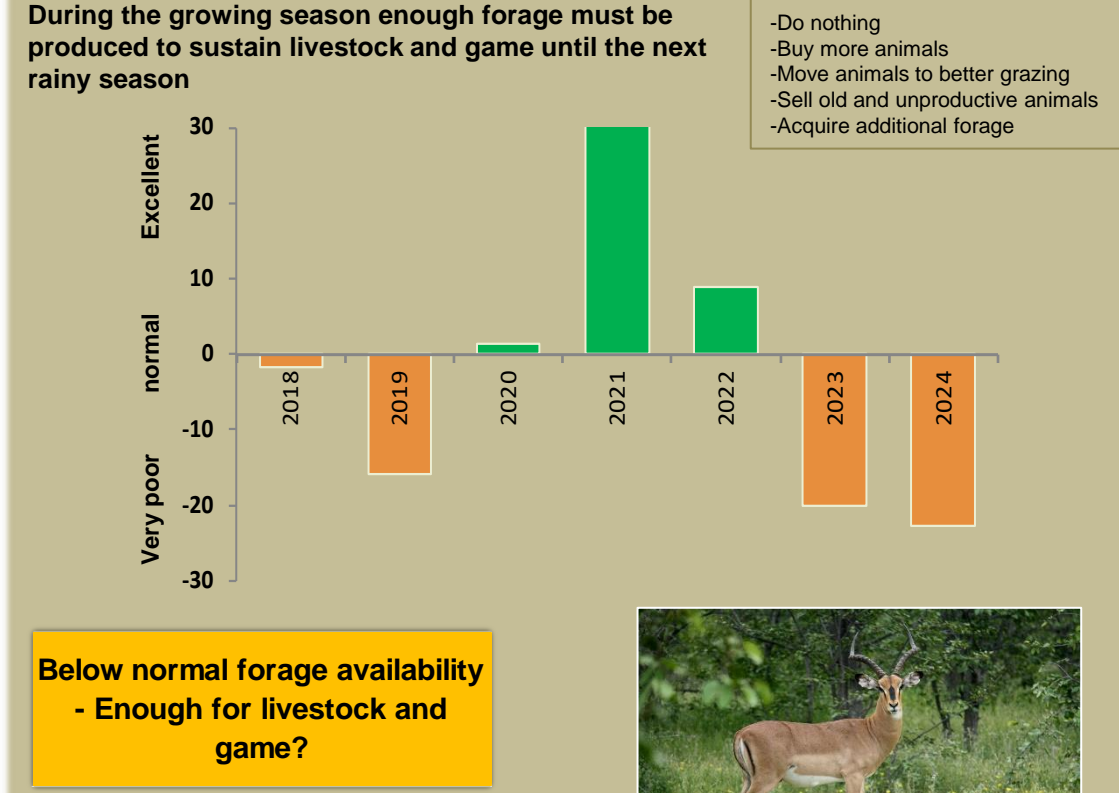 During the growing season enough forage must be
produced to sustain livestock and game until the next
rainy season
-Do nothing
-Buy more animals
-Move animals to better grazing
-Sell old and unproductive animals
-Acquire additional forage
Excellent
normal
Very poor
30
20
10
0
-10
-20
-30
2018
2019
2020
2021
2022
2023
2024
Below normal forage availability
- Enough for livestock and
game?